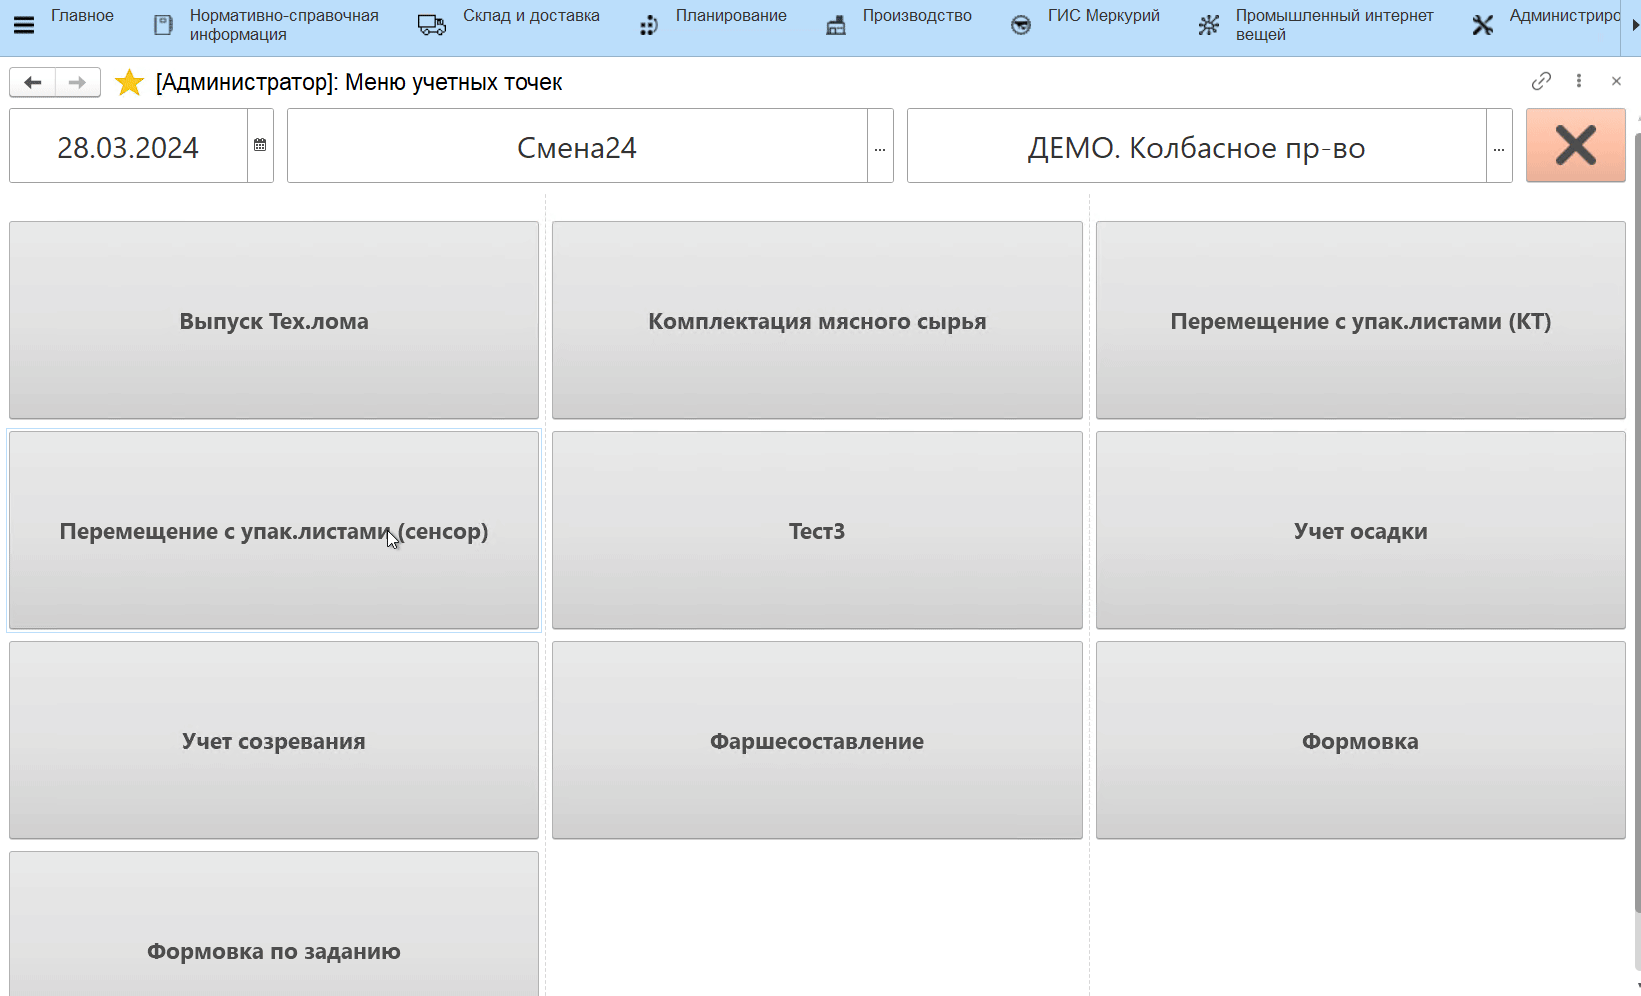 Главное
Нормативно-справочная
информация
Склад и доставка
Планирование
Производство
ГИС Меркурий
Промышленный интернет
вещей
Администриро
[Администратор]: Меню учетных точек
28.03.2024
Смена24
...
ДЕМО. Колбасное пр-во
...
Выпуск Тех.лома
Комплектация мясного сырья
Перемещение с упак.листами (КТ)
Перемещение с упак.листами (сенсор)
Тест3
Учет осадки
Учет созревания
Фаршесоставление
Формовка
Формовка по заданию